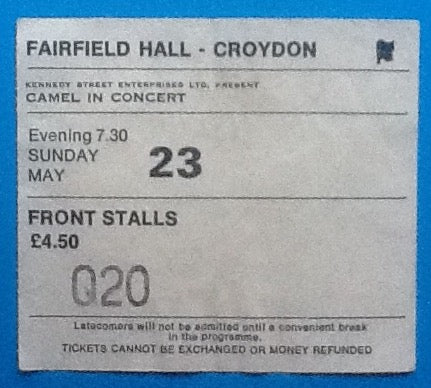 FAIRFIELD HALL - CROYDON
KENNEDY STREET ENTERPRISES LTD. PRESENT
CAMEL IN CONCERT
Evening 7.30
SUNDAY 23
MAY
FRONT STALLS
£4.50
Q20
Latecomers will not be admitted until a convenient break
in the programme.
TICKETS CANNOT BE EXCHANGED OR MONEY REFUNDED